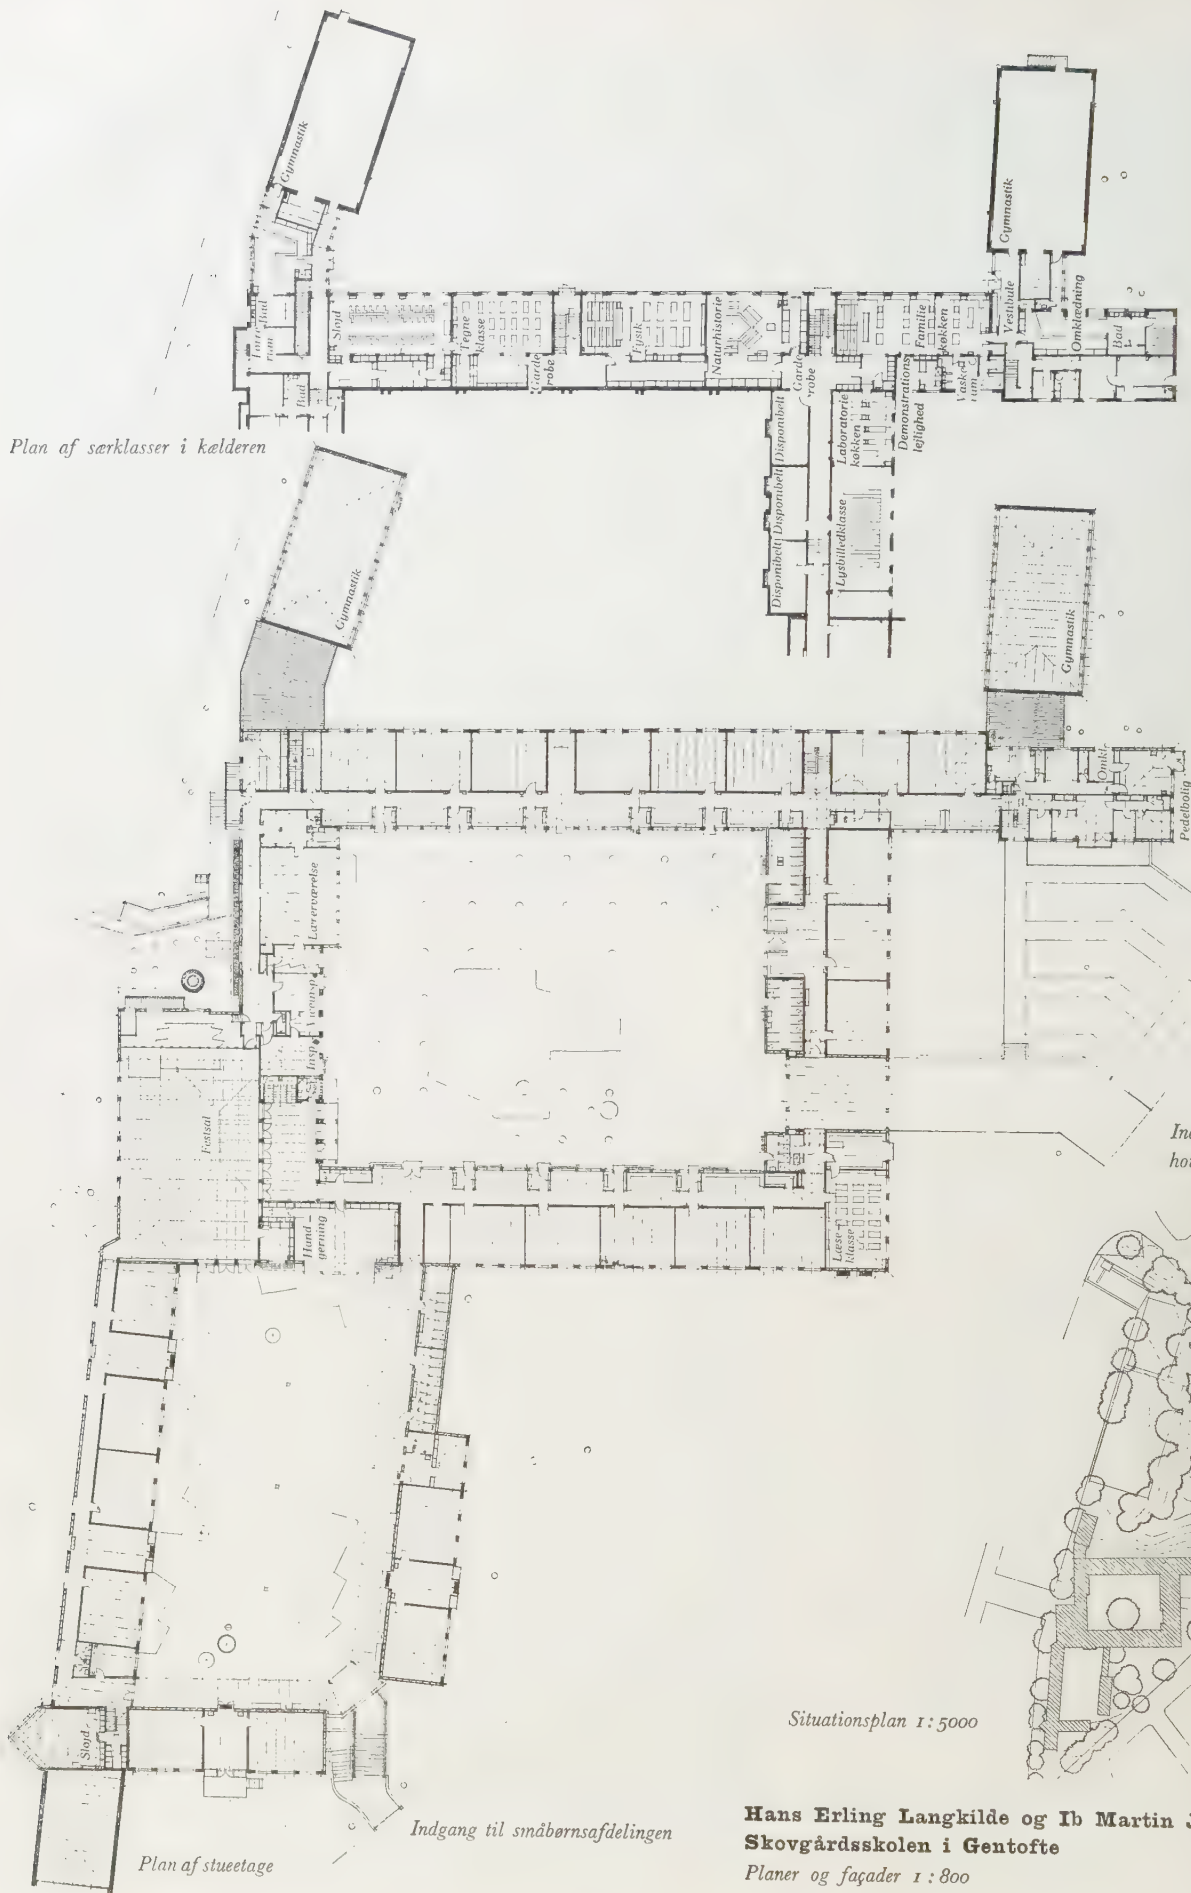 Gymnastik
Gymnastik
Bad
Sløjd
Tegne
klasse
Garde
robe
Fysik
Naturhistorie
Garde
robe
Familie
køkken
Vestibule
Omklædning
Bad
Bad
Vaske
rum
Demonstrations
lejlighed
Laboratorie
køkken
Disponibelt
Disponibelt
Disponibelt
Lysbilledklasse
Plan af særklasser i kælderen
Gymnastik
Gymnastik
Omkl.
Pedelbolig
Lærerværelse
Viceinsp.
Insp.
Festsal
Hånd-
gerning
Læse
klasse
Sløjd
Situationsplan 1:5000
Indgang til småbørnsafdelingen
Plan af stueetage
Hans Erling Langkilde og Ib Martin J
Skovgårdsskolen i Gentofte
Planer og façader 1:800